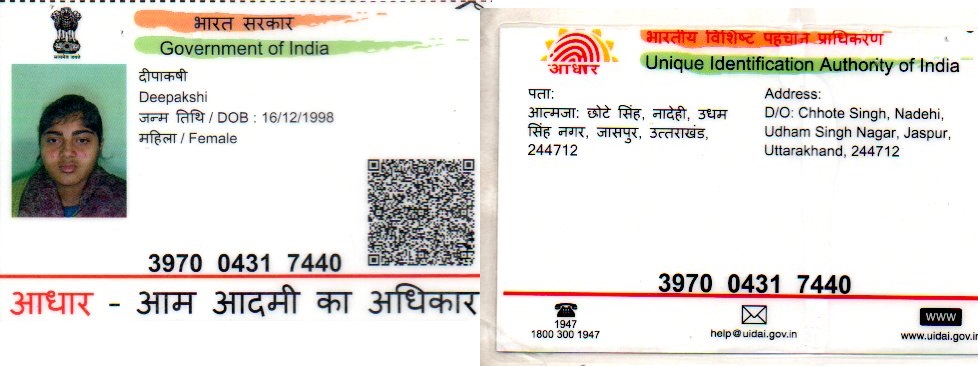 भारत सरकार
Government of India
दीपाकषी
Deepakshi
जन्म तिथि / DOB : 16/12/1998
महिला / Female
3970 0431 7440
आधार - आम आदमी का अधिकार
भारतीय विशिष्ट पहचान प्राधिकरण
आधार
Unique Identification Authority of India
पता:
आत्मजा: छोटे सिंह, नादेही, उधम
सिंह नगर, जासपुर, उत्तराखंड,
244712
Address:
D/O: Chhote Singh, Nadehi,
Udham Singh Nagar, Jaspur,
Uttarakhand, 244712
3970 0431 7440
1947
1800 300 1947
help@uidai.gov.in
WWW
www.uidai.gov.in